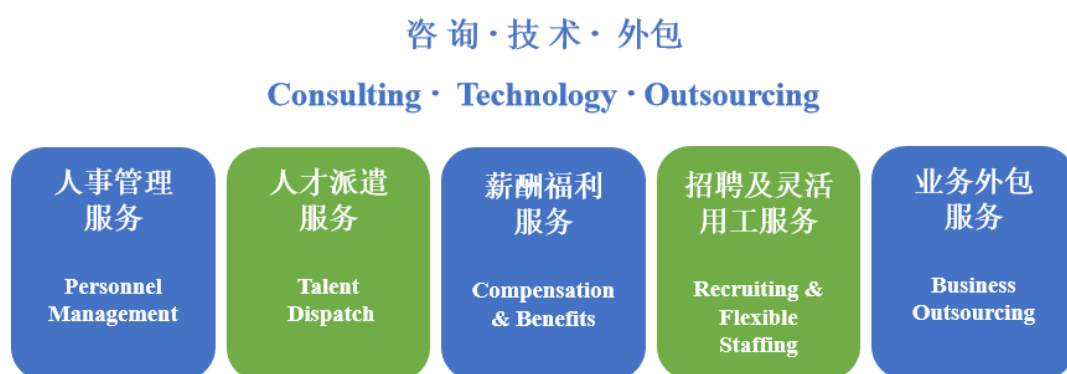 咨 询 · 技 术 · 外包
Consulting · Technology · Outsourcing
人事管理
服务
Personnel
Management
人才派遣
服务
Talent
Dispatch
薪酬福利
服务
Compensation
& Benefits
招聘及灵活
用工服务
Recruiting &
Flexible
Staffing
业务外包
服务
Business
Outsourcing